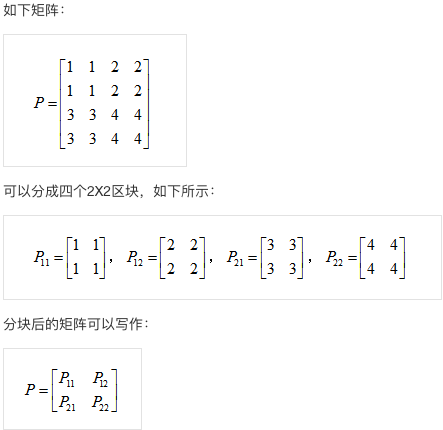 如下矩阵：
P = [1 1 2 2
1 1 2 2
3 3 4 4
3 3 4 4]
可以分成四个2X2区块，如下所示：
P11 = [1 1
1 1]， P12 = [2 2
2 2]， P21 = [3 3
3 3]， P22 = [4 4
4 4]
分块后的矩阵可以写作：
P = [P11 P12
P21 P22]